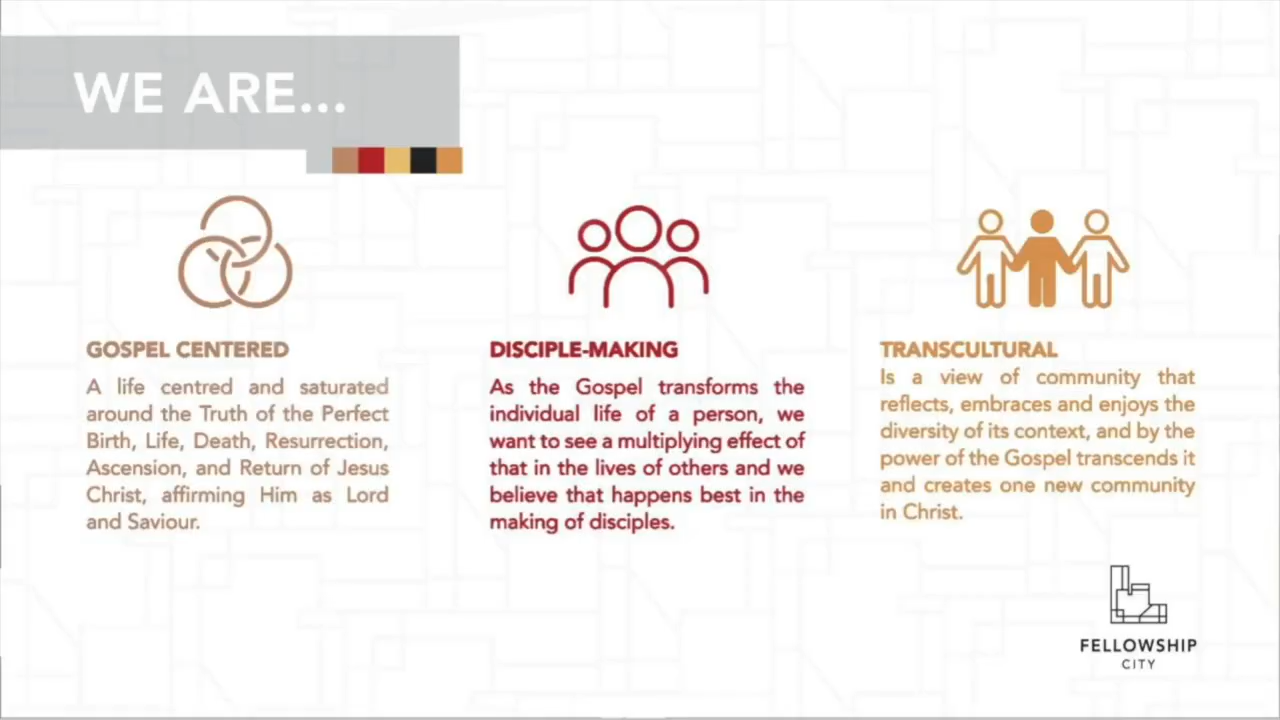 WE ARE...
GOSPEL CENTERED
A life centred and saturated
around the Truth of the Perfect
Birth, Life, Death, Resurrection,
Ascension, and Return of Jesus
Christ, affirming Him as Lord
and Saviour.
DISCIPLE-MAKING
As the Gospel transforms the
individual life of a person, we
want to see a multiplying effect of
that in the lives of others and we
believe that happens best in the
making of disciples.
TRANSCULTURAL
Is a view of community that
reflects, embraces and enjoys the
diversity of its context, and by the
power of the Gospel transcends it
and creates one new community
in Christ.
FELLOWSHIP
CITY